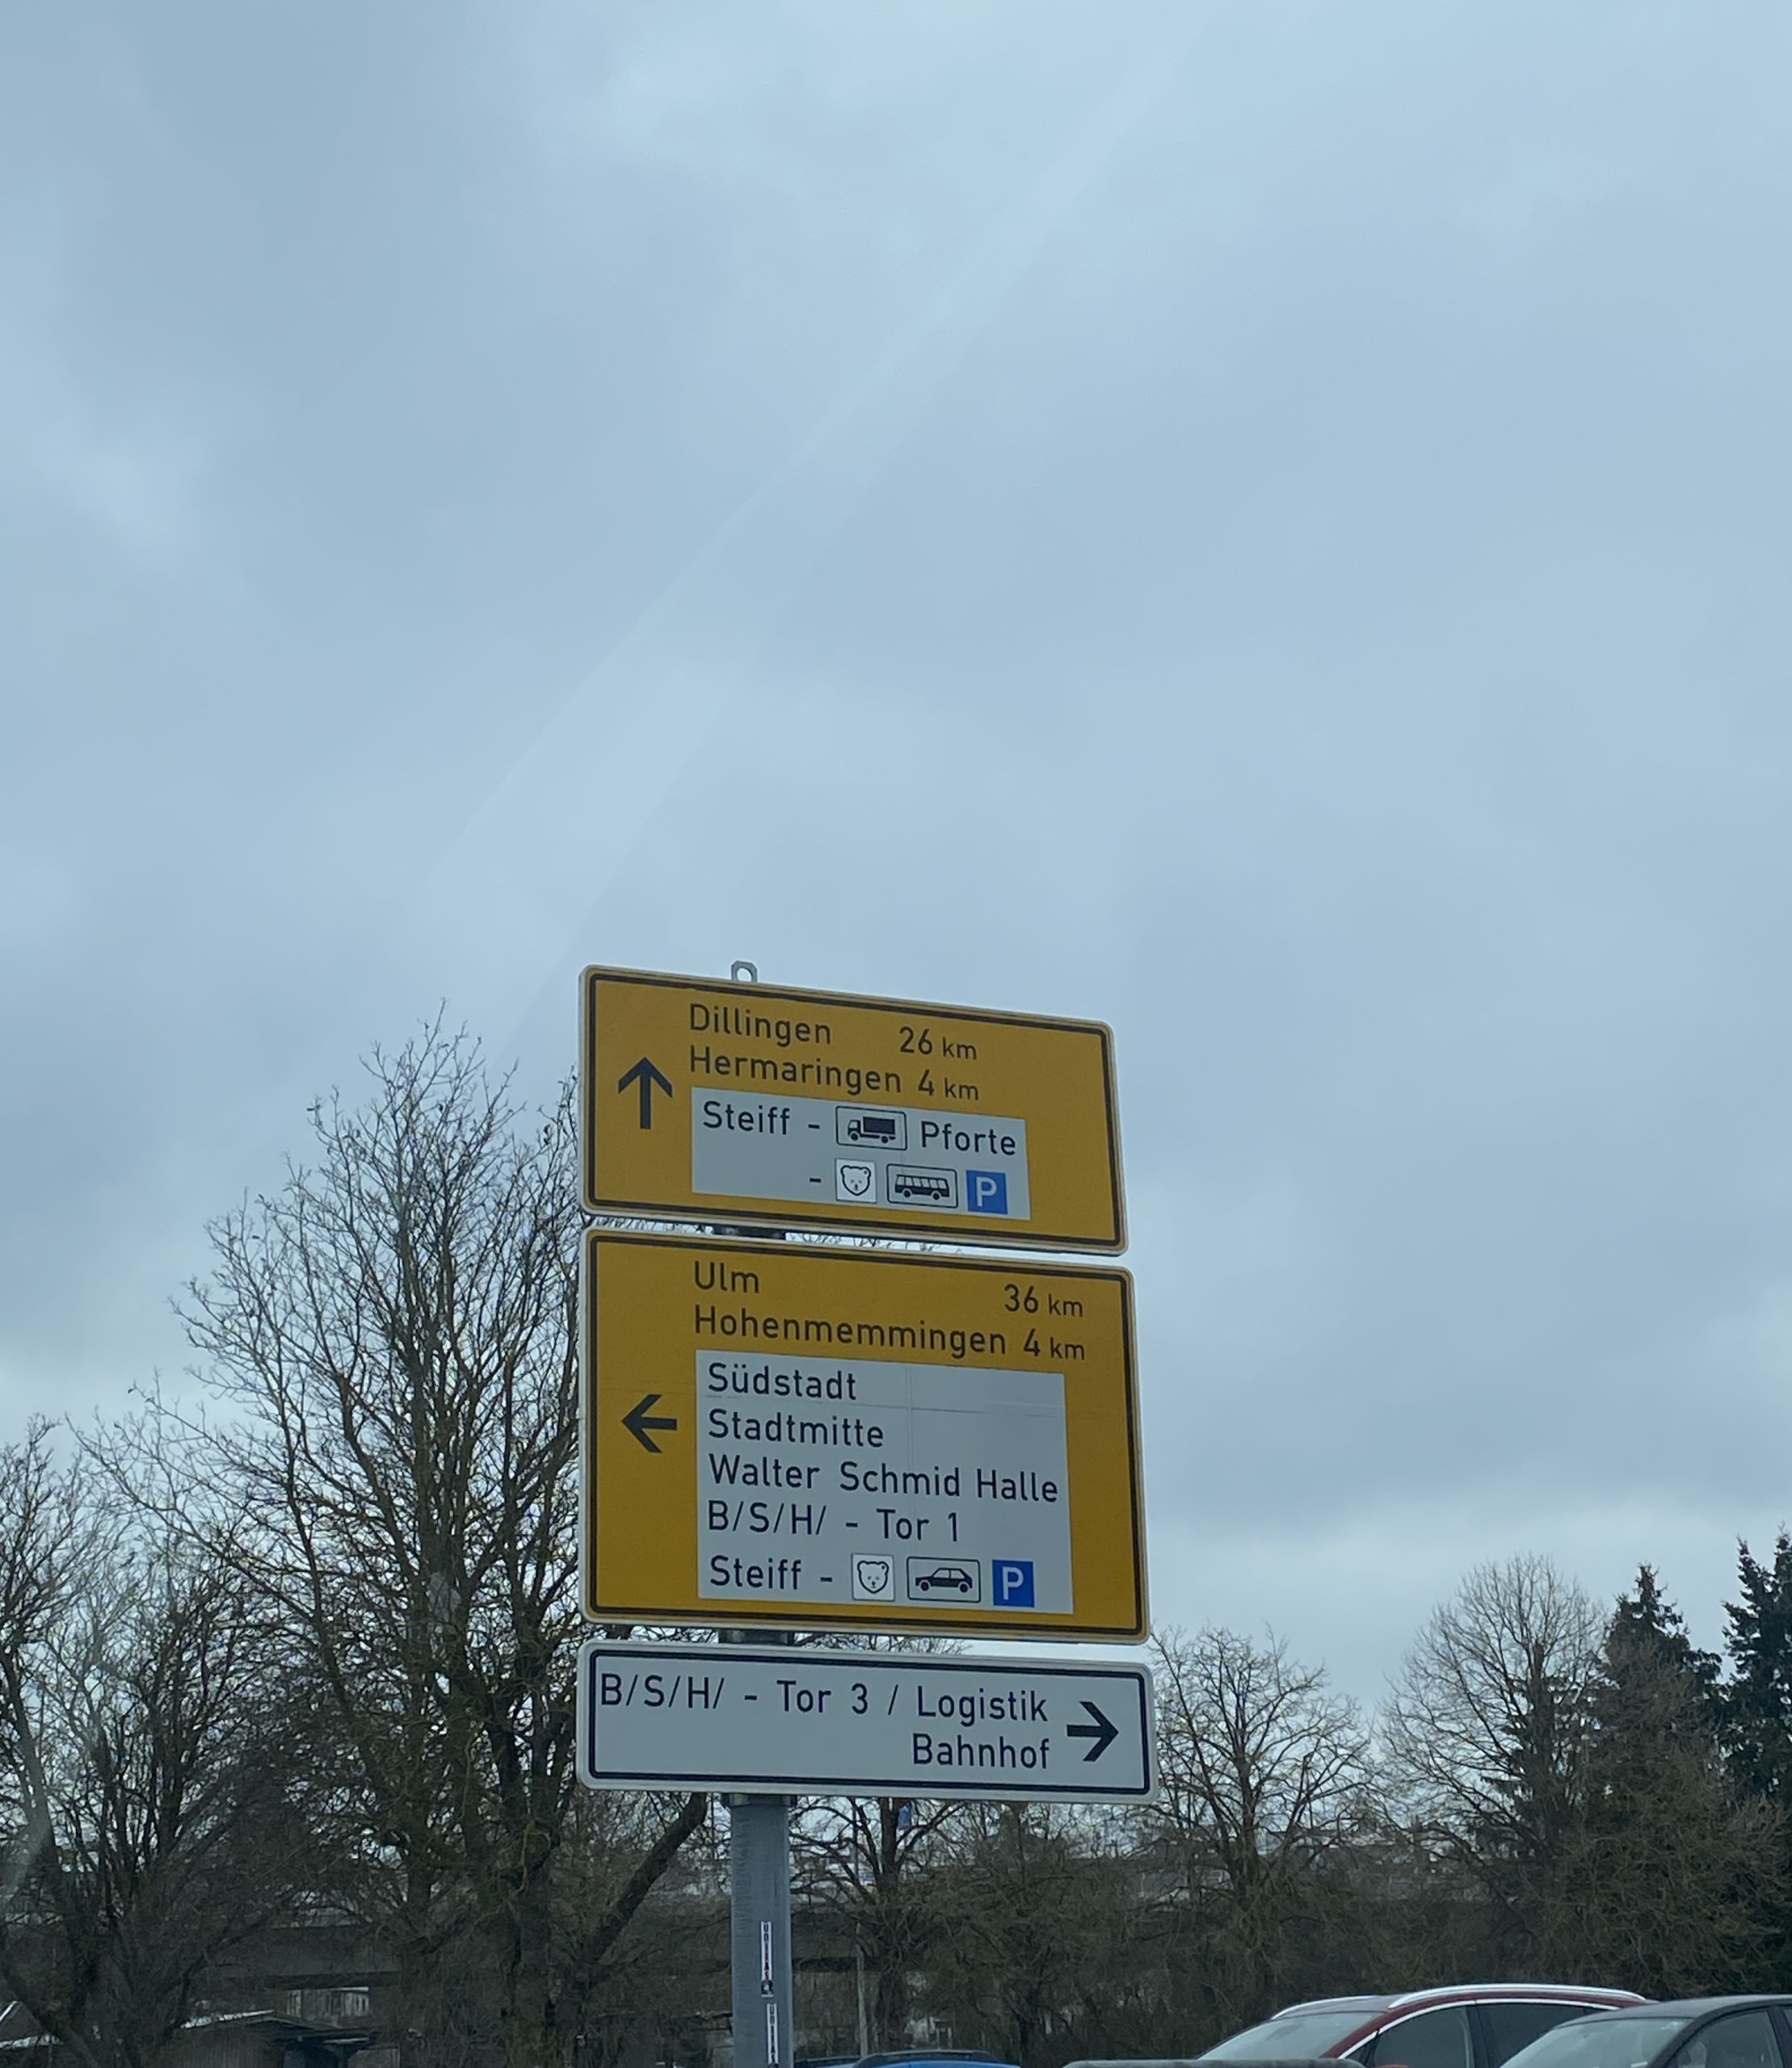 Dillingen 26 km
Hermaringen 4 km
Steiff - Pforte
- P
Ulm 36 km
Hohenmemmingen 4 km
Südstadt
Stadtmitte
Walter Schmid Halle
B/S/H/ - Tor 1
Steiff - P
B/S/H/ - Tor 3 / Logistik
Bahnhof